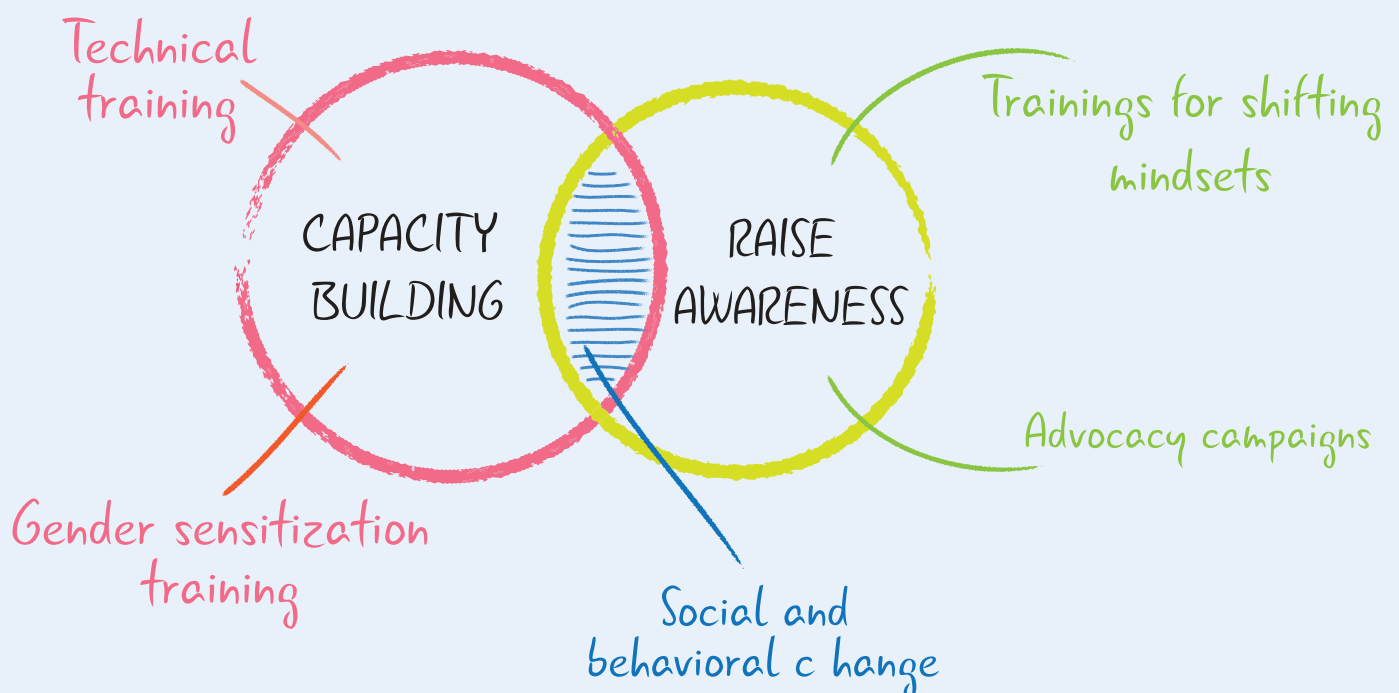 Technical
training
Trainings for shifting
mindsets
CAPACITY
BUILDING
RAISE
AWARENESS
Advocacy campaigns
Gender sensitization
training
Social and
behavioral c hange